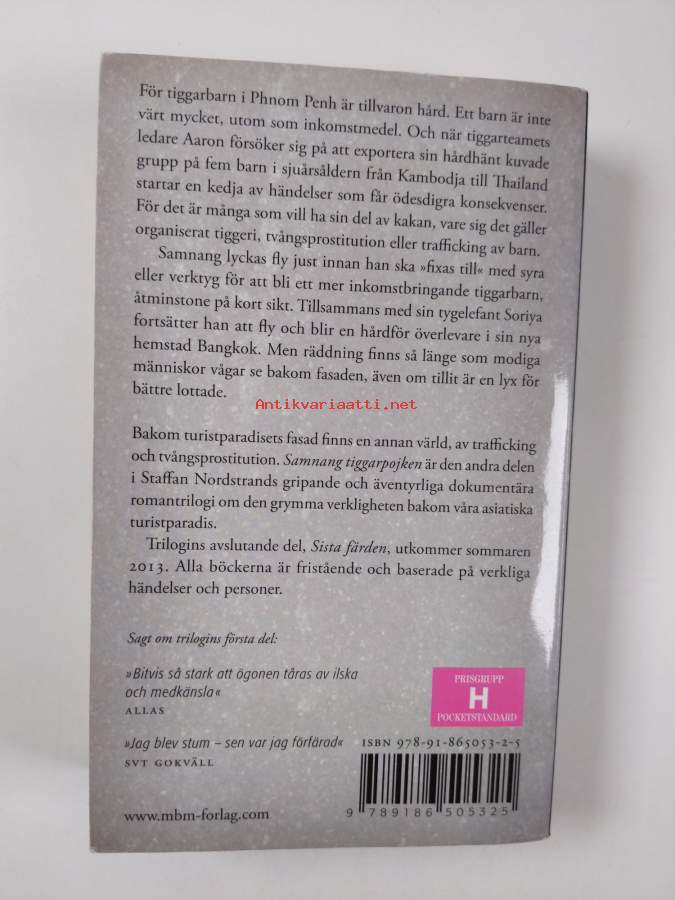 För tiggarbarn i Phnom Penh är tillvaron hård. Ett barn är inte
värt mycket, utom som inkomstmedel. Och när tiggarteamets
ledare Aaron försöker sig på att exportera sin hårdhänt kuvade
grupp på fem barn i sjuårsåldern från Kambodja till Thailand
startar en kedja av händelser som får ödesdigra konsekvenser.
För det är många som vill ha sin del av kakan, vare sig det gäller
organiserat tiggeri, tvångsprostitution eller trafficking av barn.
Samnang lyckas fly just innan han ska »fixas till« med syra
eller verktyg för att bli ett mer inkomstbringande tiggarbarn,
åtminstone på kort sikt. Tillsammans med sin tygelefant Soriya
fortsätter han att fly och blir en hårdför överlevare i sin nya
hemstad Bangkok. Men räddning finns så länge som modiga
människor vågar se bakom fasaden, även om tillit är en lyx för
bättre lottade.
Antikvariaatti.net
Bakom turistparadisets fasad finns en annan värld, av trafficking
och tvångsprostitution. Samnang tiggarpojken är den andra delen
i Staffan Nordstrands gripande och äventyrliga dokumentära
romantrilogi om den grymma verkligheten bakom våra asiatiska
turistparadis.
Trilogins avslutande del, Sista färden, utkommer sommaren
2013. Alla böckerna är fristående och baserade på verkliga
händelser och personer.
Sagt om trilogins första del:
»Bitvis så stark att ögonen tåras av ilska
och medkänsla«
ALLAS
»Jag blev stum – sen var jag förfärad«
SVT GOKVÄLL
www.mbm-forlag.com
PRISGRUPP
H
POCKETSTANDARD
ISBN 978-91-865053-2-5
9 789186 505325